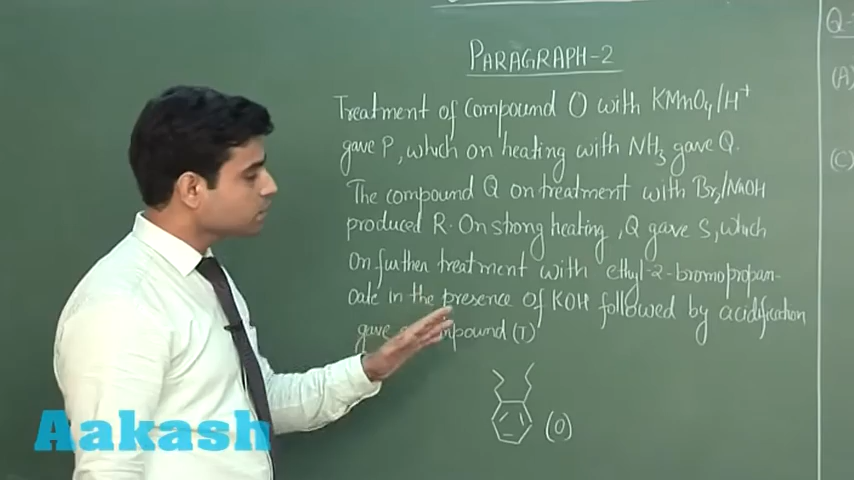 PARAGRAPH-2
Treatment of compound O with KMnO4/H+
gave P, which on heating with NH3 gave Q.
The compound Q on treatment with Br2/NaOH
produced R. On strong heating, Q gave S, which
on further treatment with ethyl-2-bromopropan-
oate in the presence of KOH followed by acidification
gave compound (T)
(O)
Q-
(A)
(C)
Aakash